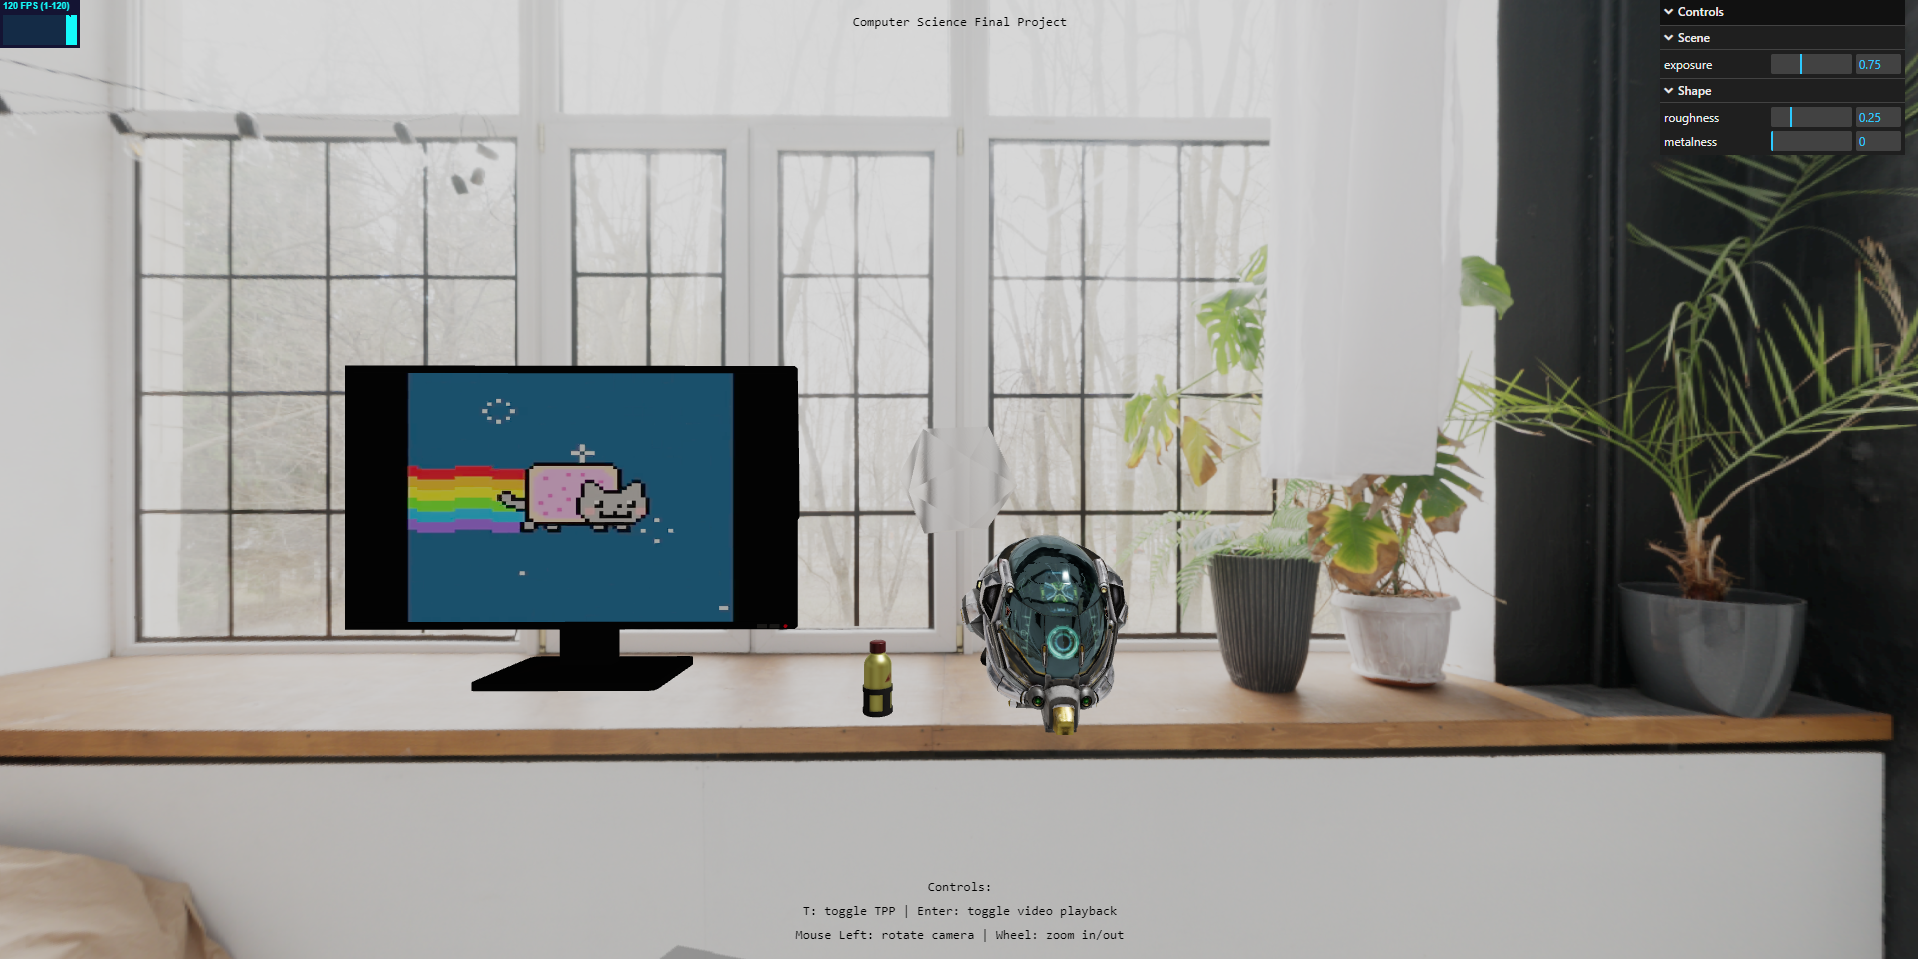 120 FPS (1-120)
Computer Science Final Project
Controls
Scene
exposure 0.75
Shape
roughness 0.25
metalness 0
Controls:
T: toggle TPP | Enter: toggle video playback
Mouse Left: rotate camera | Wheel: zoom in/out